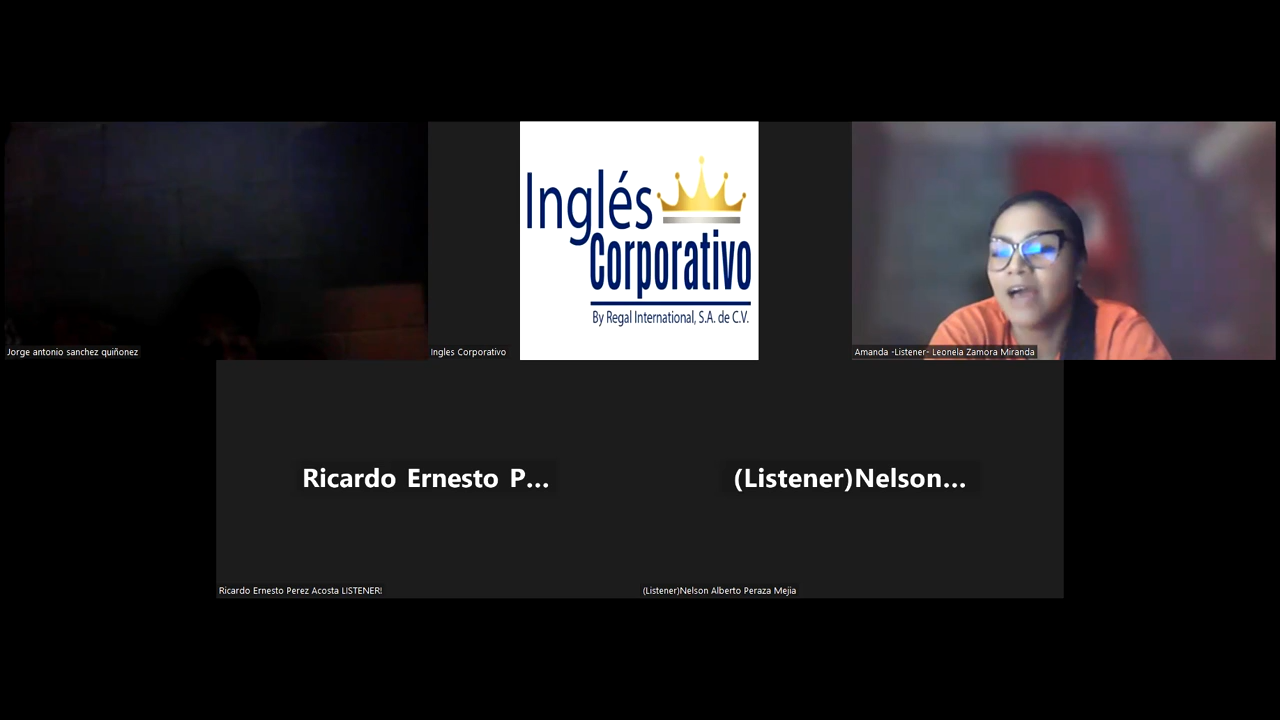 Inglés
Corporativo
By Regal International, S.A. de C.V.
Jorge antonio sanchez quiñonez
Ingles Corporativo
Amanda -Listener- Leonela Zamora Miranda
Ricardo Ernesto P...
(Listener)Nelson...
Ricardo Ernesto Perez Acosta LISTENER!
(Listener)Nelson Alberto Peraza Mejia